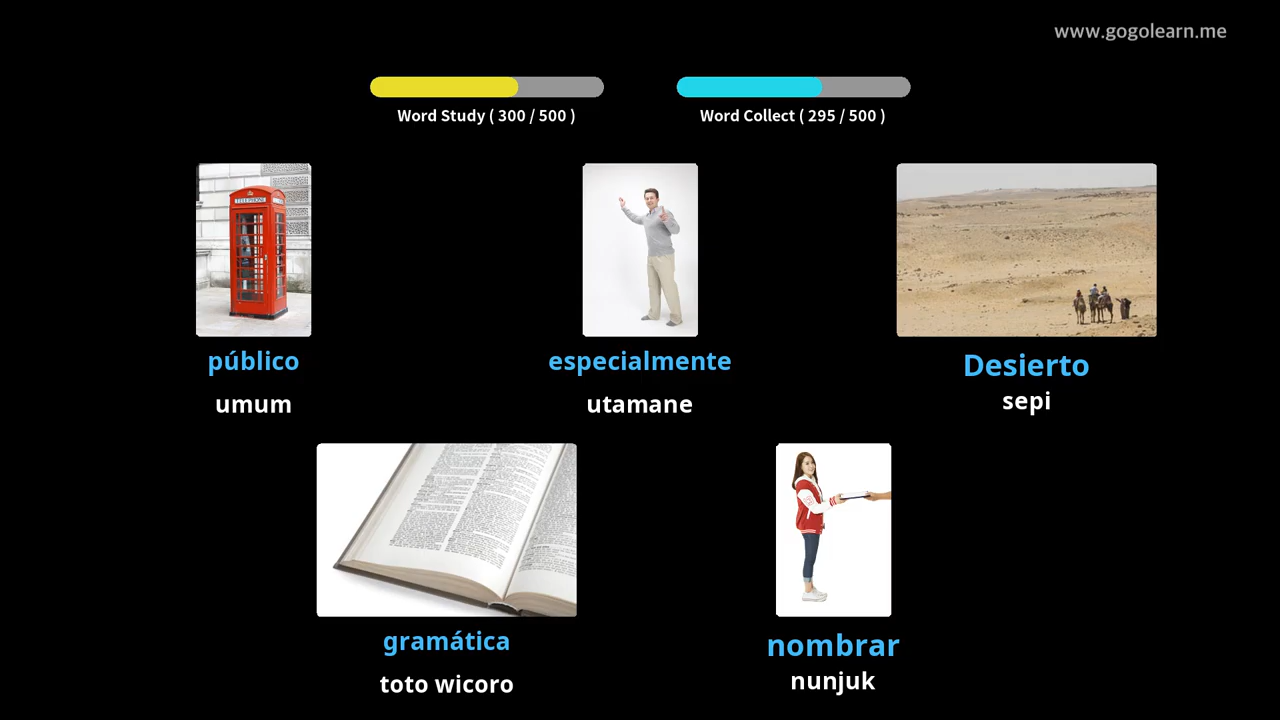 www.gogolearn.me
Word Study ( 300 / 500 )
Word Collect ( 295 / 500 )
TELEPHONE
público
umum
especialmente
utamane
Desierto
sepi
gramática
toto wicoro
nombrar
nunjuk